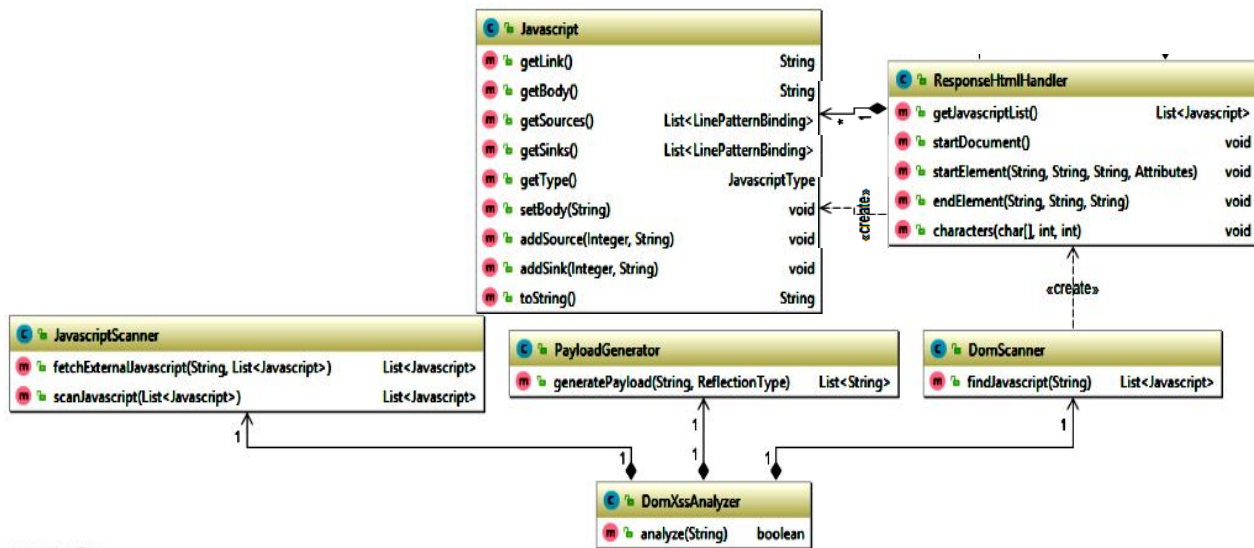 Javascript
getLink() String
getBody() String
getSources() List<LinePatternBinding>
getSinks() List<LinePatternBinding>
getType() JavascriptType
setBody(String) void
addSource(Integer, String) void
addSink(Integer, String) void
toString() String
* 1
«create»
ResponseHtmlHandler
getJavascriptList() List<Javascript>
startDocument() void
startElement(String, String, String, Attributes) void
endElement(String, String, String) void
characters(char[], int, int) void
«create»
JavascriptScanner
fetchExternalJavascript(String, List<Javascript>) List<Javascript>
scanJavascript(List<Javascript>) List<Javascript>
PayloadGenerator
generatePayload(String, ReflectionType) List<String>
DomScanner
findJavascript(String) List<Javascript>
1 1 1
1 1 1
DomXssAnalyzer
analyze(String) boolean